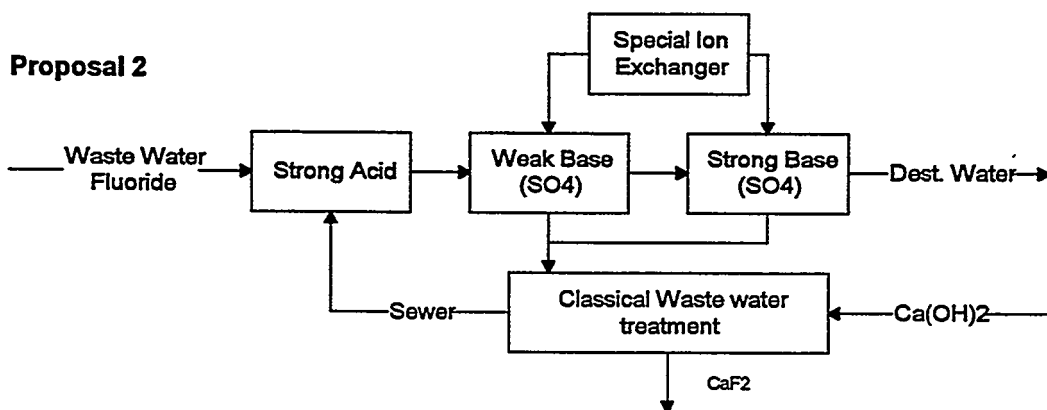 Proposal 2
Special Ion
Exchanger
Waste Water
Fluoride
Strong Acid
Weak Base
(SO4)
Strong Base
(SO4)
Dest. Water
Sewer
Classical Waste water
treatment
Ca(OH)2
CaF2